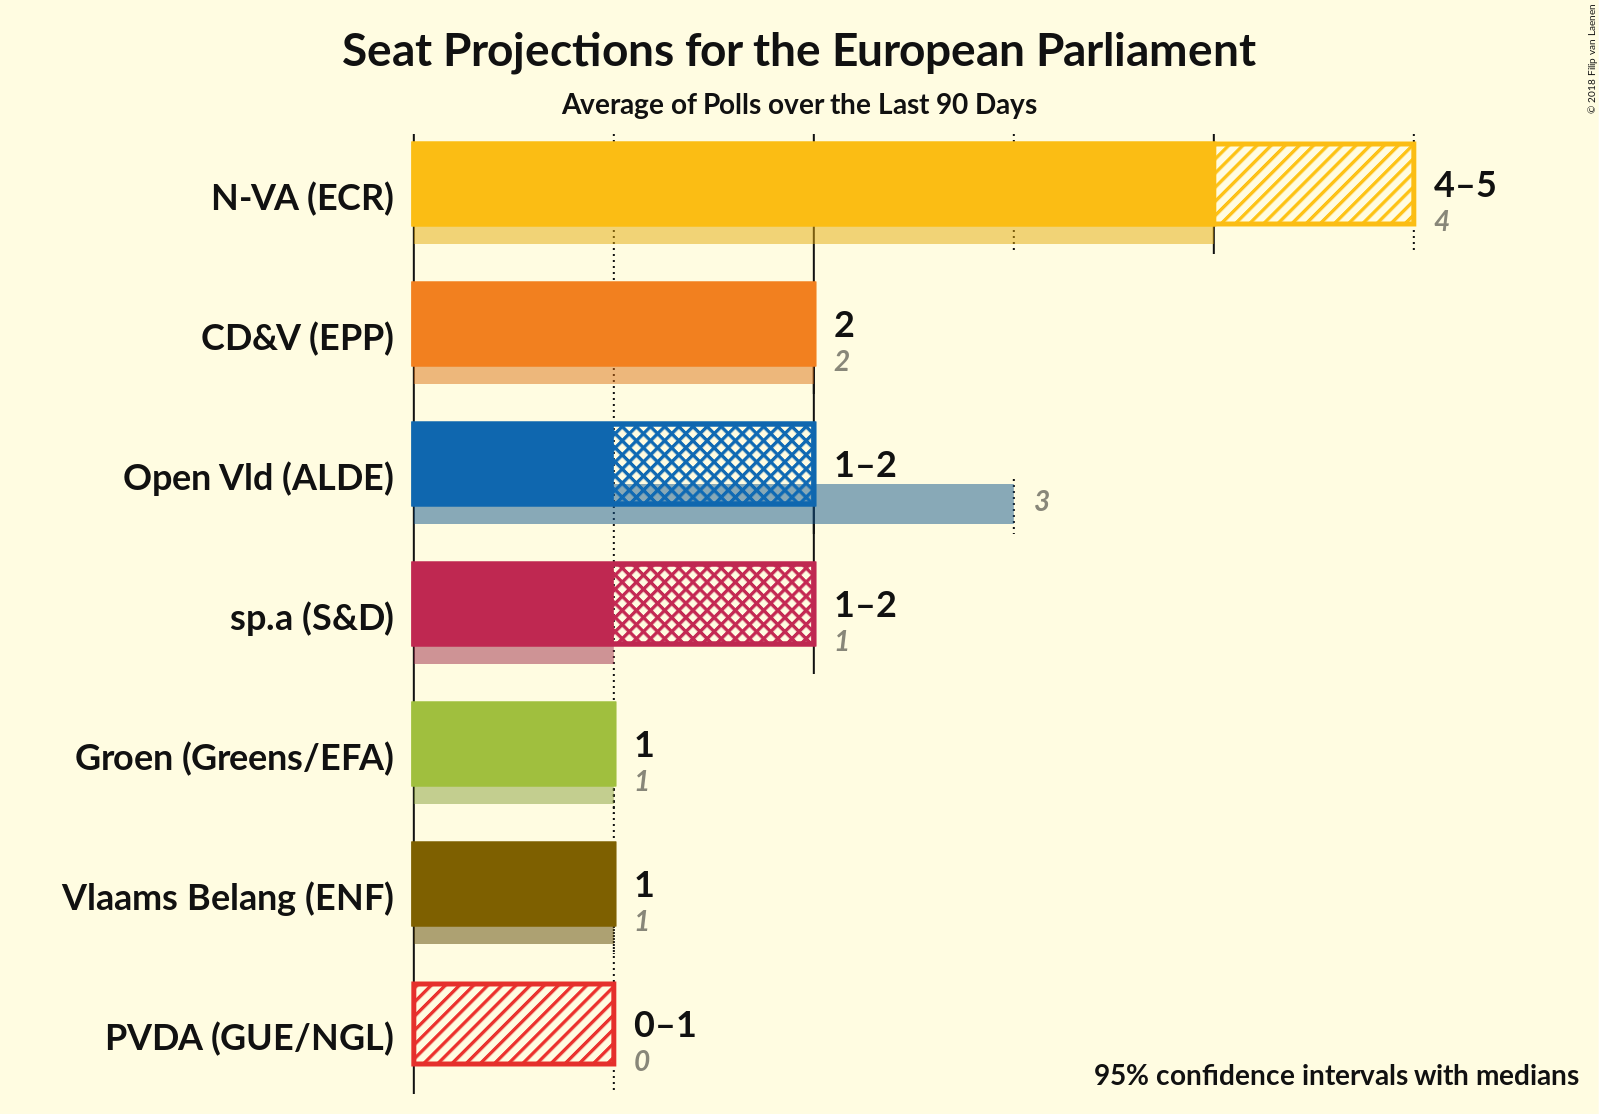 Seat Projections for the European Parliament
Average of Polls over the Last 90 Days
© 2018 Filip van Laenen
N-VA (ECR)
4–5
4
CD&V (EPP)
2
2
Open Vld (ALDE)
1–2
3
sp.a (S&D)
1–2
1
Groen (Greens/EFA)
1
1
Vlaams Belang (ENF)
1
1
PVDA (GUE/NGL)
0–1
0
95% confidence intervals with medians